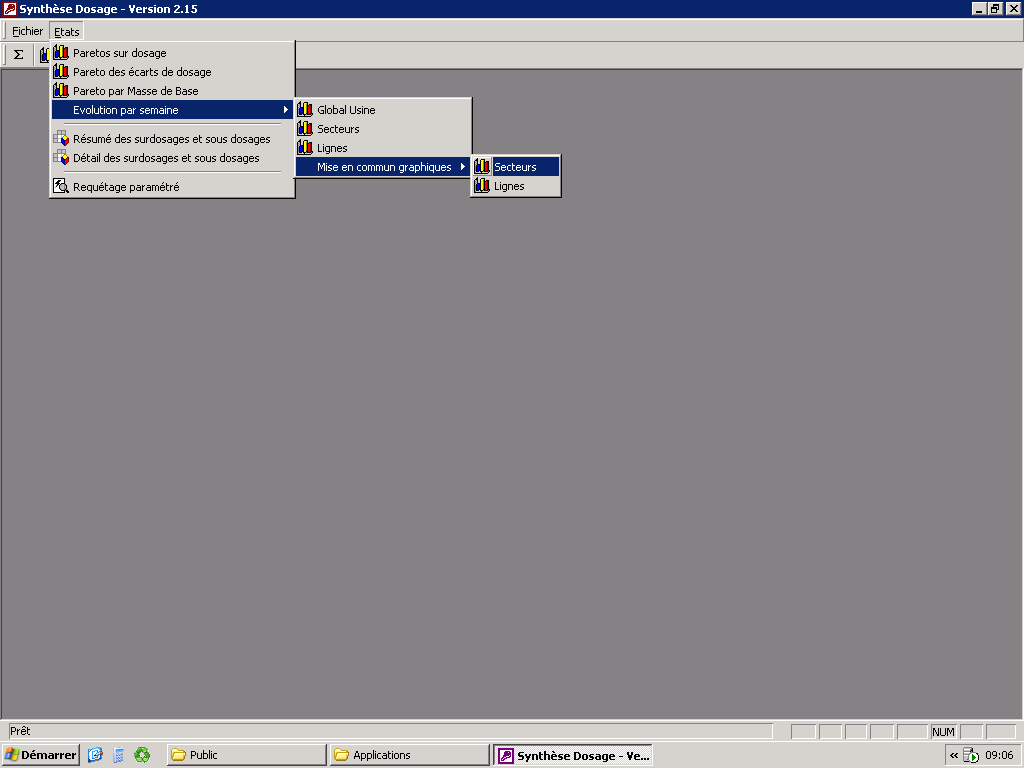 Synthèse Dosage - Version 2.15
Fichier Etats
Σ
Paretos sur dosage
Pareto des écarts de dosage
Pareto par Masse de Base
Evolution par semaine
Résumé des surdosages et sous dosages
Détail des surdosages et sous dosages
Requétage paramétré
Global Usine
Secteurs
Lignes
Mise en commun graphiques
Secteurs
Lignes
Prêt
NUM
Démarrer
Public
Applications
Synthèse Dosage - Ve...
«
09:06